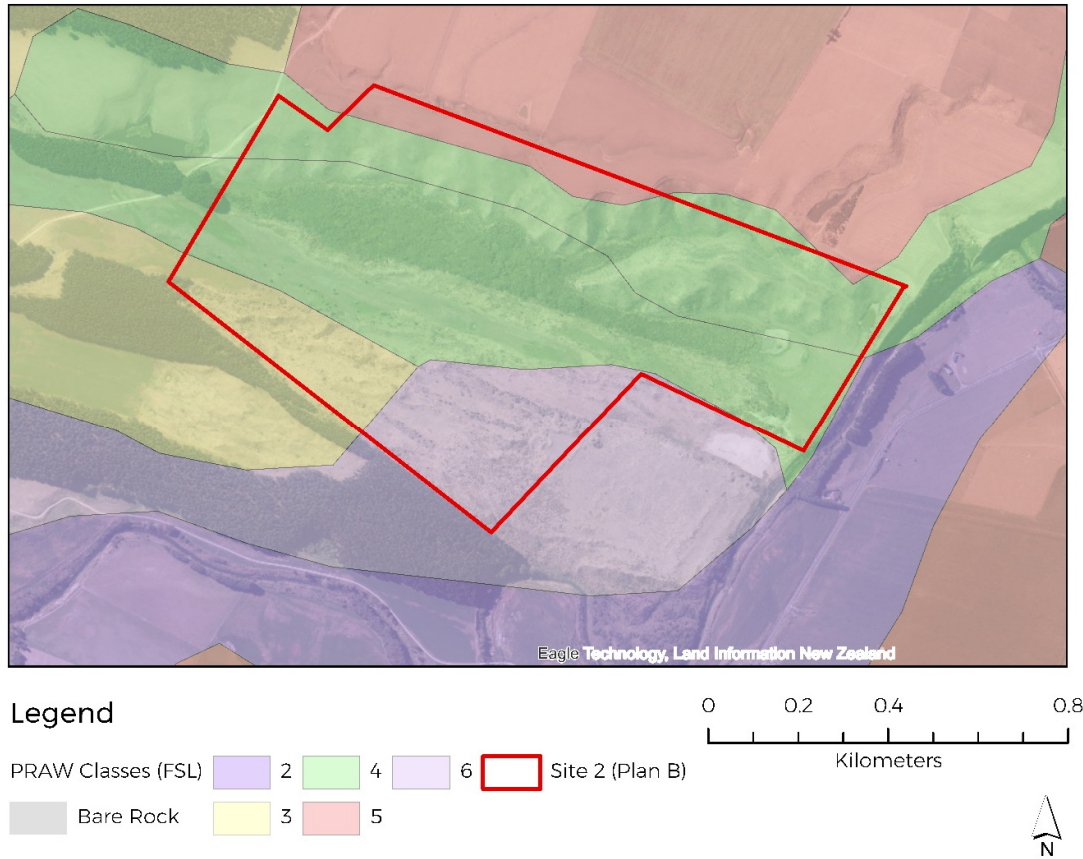 Eagle Technology, Land Information New Zealand
Legend
0 0.2 0.4 0.8
Kilometers
PRAW Classes (FSL) 2 4 6 Site 2 (Plan B)
Bare Rock 3 5
N